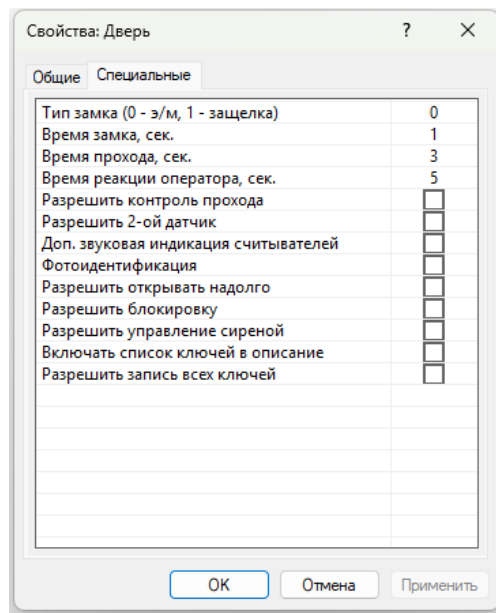 Свойства: Дверь ? ×
Общие Специальные
Тип замка (0 - э/м, 1 - защелка) 0
Время замка, сек. 1
Время прохода, сек. 3
Время реакции оператора, сек. 5
Разрешить контроль прохода
Разрешить 2-ой датчик
Доп. звуковая индикация считывателей
Фотоидентификация
Разрешить открывать надолго
Разрешить блокировку
Разрешить управление сиреной
Включать список ключей в описание
Разрешить запись всех ключей
OK Отмена Применить